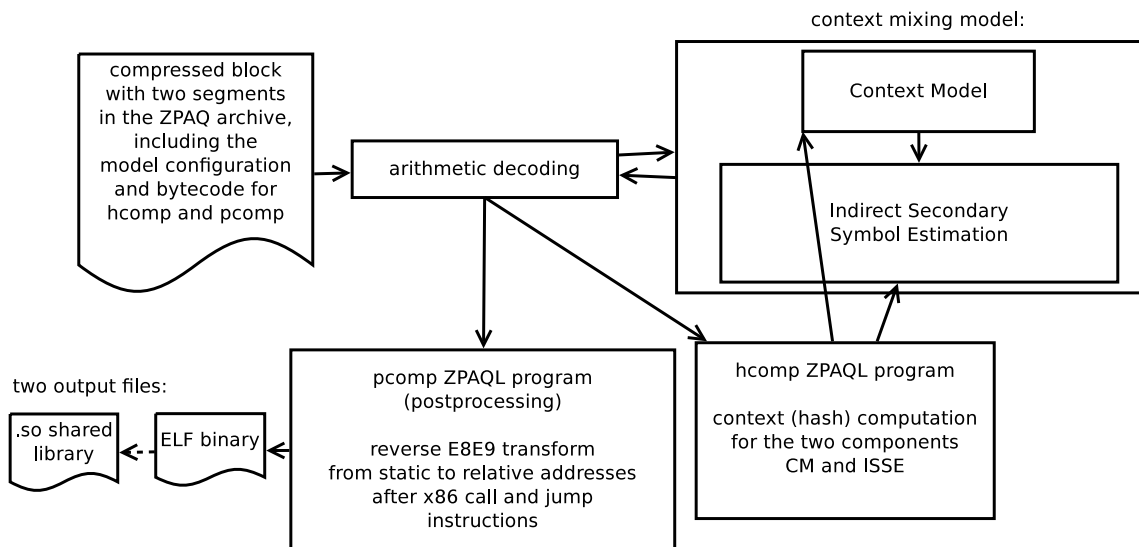 context mixing model:
compressed block
with two segments
in the ZPAQ archive,
including the
model configuration
and bytecode for
hcomp and pcomp
arithmetic decoding
Context Model
Indirect Secondary
Symbol Estimation
two output files:
.so shared
library
ELF binary
pcomp ZPAQL program
(postprocessing)
reverse E8E9 transform
from static to relative addresses
after x86 call and jump
instructions
hcomp ZPAQL program
context (hash) computation
for the two components
CM and ISSE